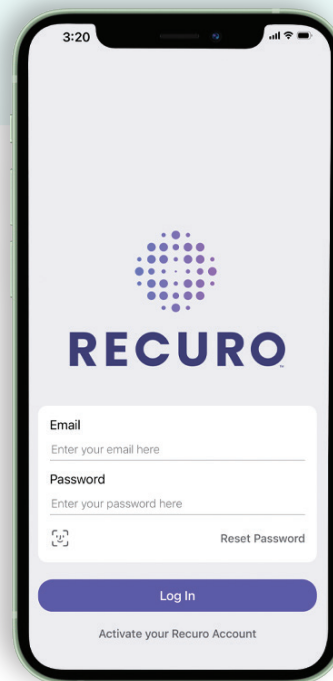 3:20
RECURO™
Email
Enter your email here
Password
Enter your password here
Reset Password
Log In
Activate your Recuro Account